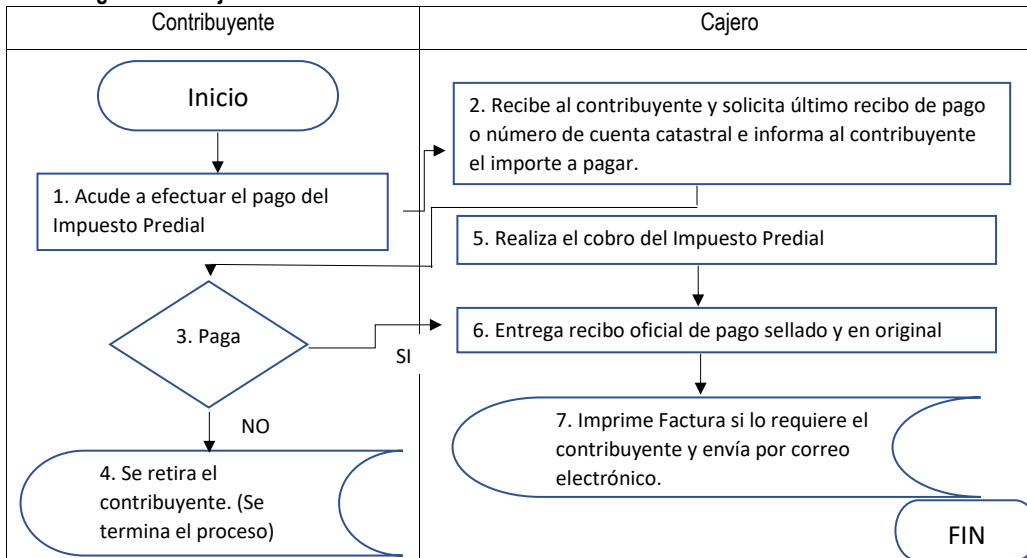 Contribuyente
Cajero
Inicio
1. Acude a efectuar el pago del
Impuesto Predial
2. Recibe al contribuyente y solicita último recibo de pago
o número de cuenta catastral e informa al contribuyente
el importe a pagar.
3. Paga
SI
NO
4. Se retira el
contribuyente. (Se
termina el proceso)
5. Realiza el cobro del Impuesto Predial
6. Entrega recibo oficial de pago sellado y en original
7. Imprime Factura si lo requiere el
contribuyente y envía por correo
electrónico.
FIN